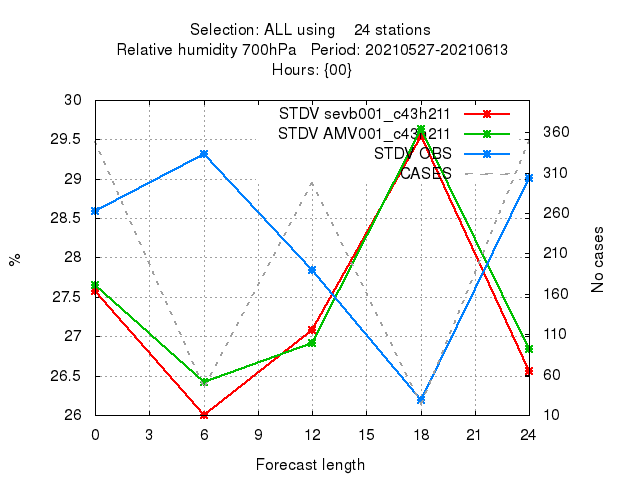 Selection: ALL using    24 stations
Relative humidity 700hPa   Period: 20210527-20210613
Hours: {00}
30
29.5
29
28.5
28
27.5
27
26.5
26
%
STDV sevb001_c43h211
STDV AMV001_c43h211
STDV OBS
CASES
360
310
260
210
160
110
60
10
No cases
0 3 6 9 12 15 18 21 24
Forecast length